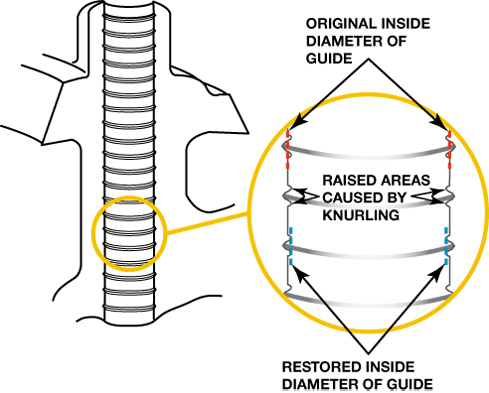 ORIGINAL INSIDE
DIAMETER OF
GUIDE
RAISED AREAS
CAUSED BY
KNURLING
RESTORED INSIDE
DIAMETER OF GUIDE